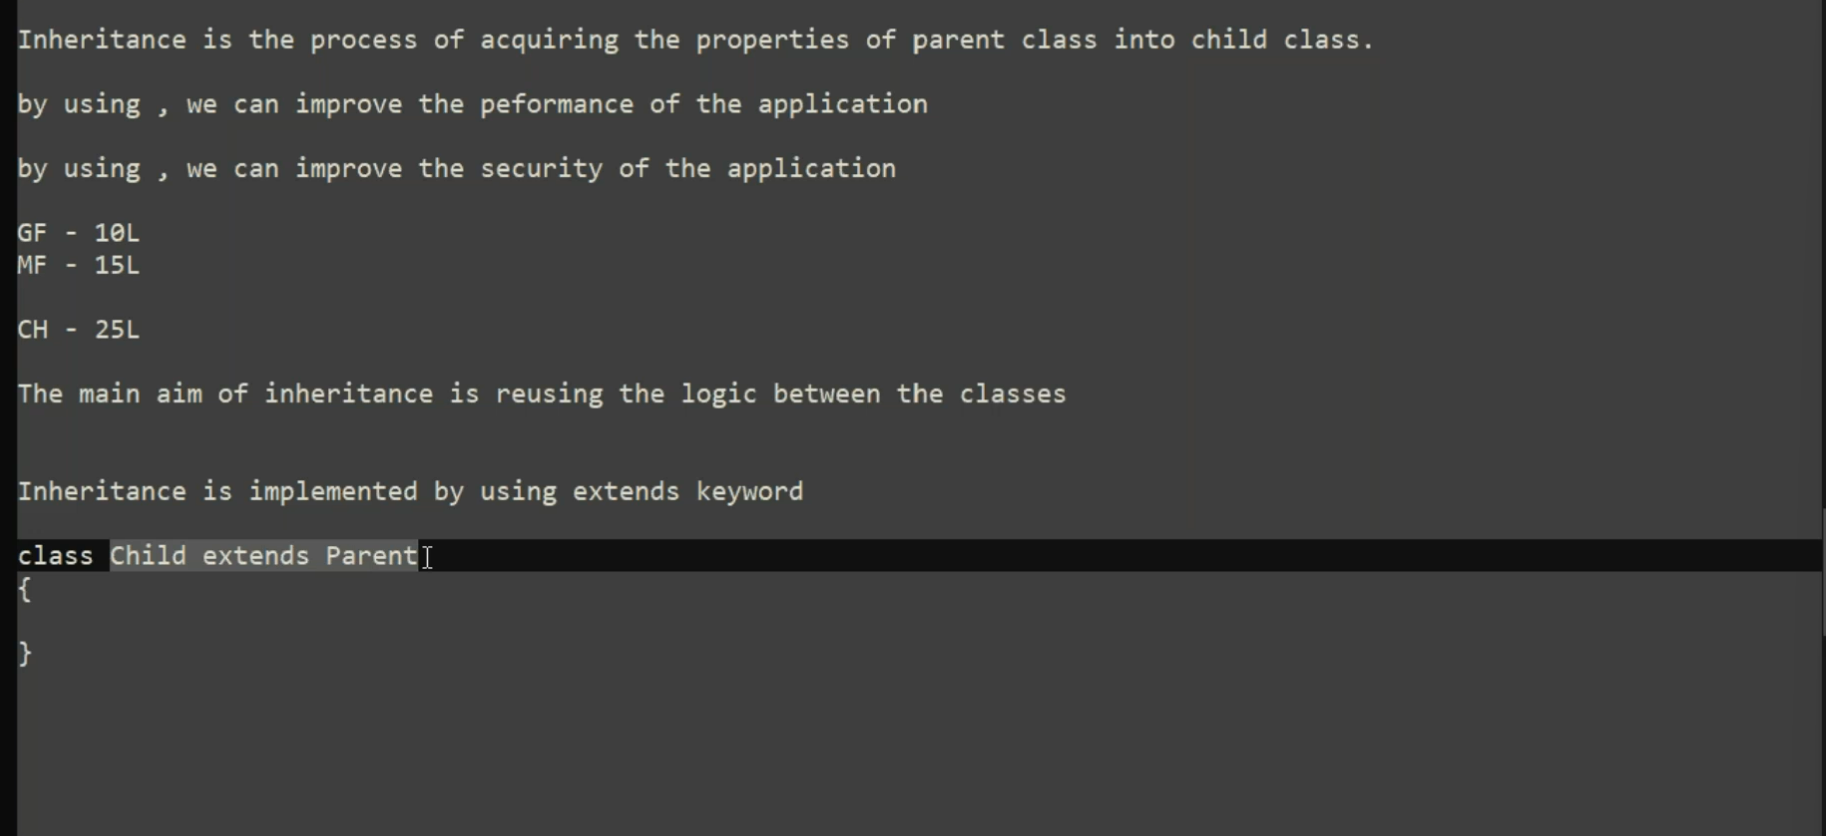 Inheritance is the process of acquiring the properties of parent class into child class.
by using , we can improve the peformance of the application
by using , we can improve the security of the application
GF - 10L
MF - 15L
CH - 25L
The main aim of inheritance is reusing the logic between the classes
Inheritance is implemented by using extends keyword
class Child extends Parent
{
}